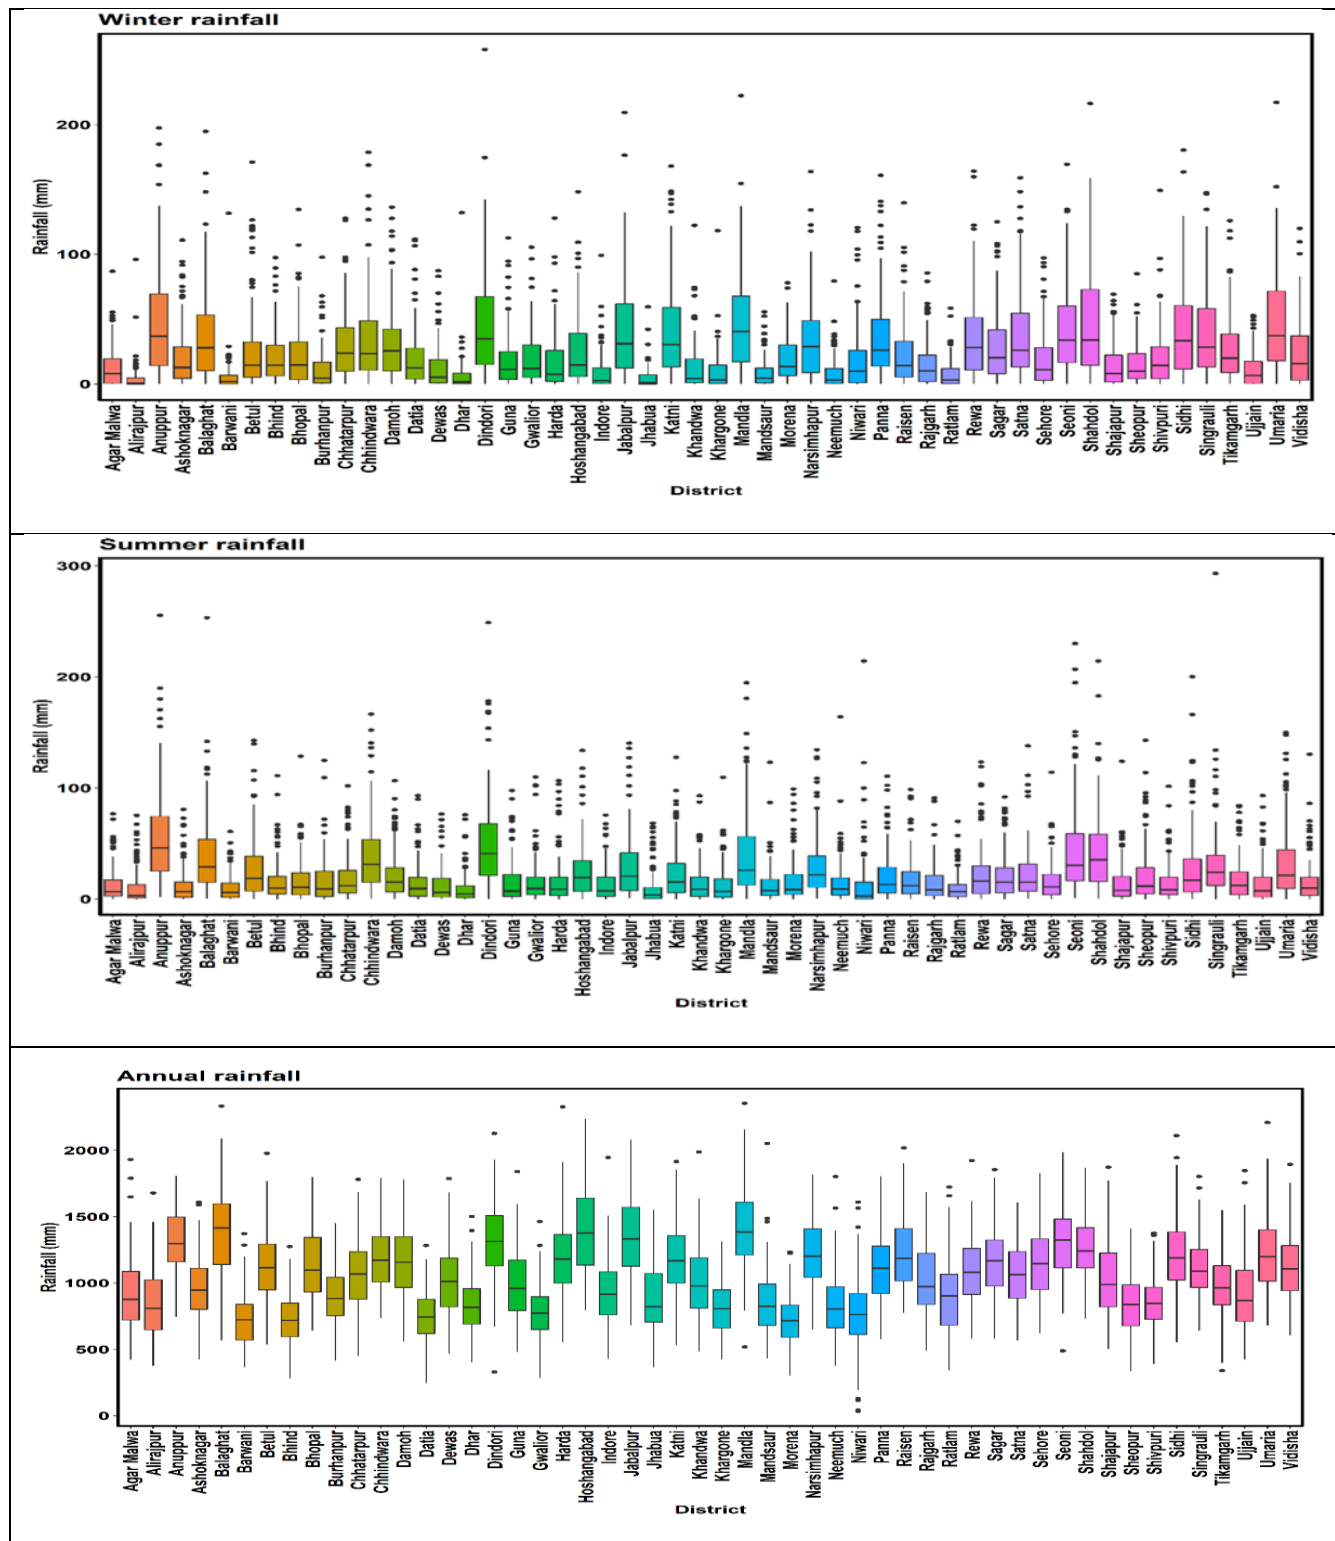 Winter rainfall
Rainfall (mm)
200
100
0
Agar Malwa
Alirajpur
Anuppur
Ashoknagar
Balaghat
Barwani
Betul
Bhind
Bhopal
Burhanpur
Chhatarpur
Chhindwara
Damoh
Datia
Dewas
Dhar
Dindori
Guna
Gwalior
Harda
Hoshangabad
Indore
Jabalpur
Jhabua
Katni
Khandwa
Khargone
Mandla
Mandsaur
Morena
Narsimhapur
Neemuch
Niwari
Panna
Raisen
Rajgarh
Ratlam
Rewa
Sagar
Satna
Sehore
Seoni
Shahdol
Shajapur
Sheopur
Shivpuri
Sidhi
Singrauli
Tikamgarh
Ujjain
Umaria
Vidisha
District
Summer rainfall
Rainfall (mm)
300
200
100
0
Agar Malwa
Alirajpur
Anuppur
Ashoknagar
Balaghat
Barwani
Betul
Bhind
Bhopal
Burhanpur
Chhatarpur
Chhindwara
Damoh
Datia
Dewas
Dhar
Dindori
Guna
Gwalior
Harda
Hoshangabad
Indore
Jabalpur
Jhabua
Katni
Khandwa
Khargone
Mandla
Mandsaur
Morena
Narsimhapur
Neemuch
Niwari
Panna
Raisen
Rajgarh
Ratlam
Rewa
Sagar
Satna
Sehore
Seoni
Shahdol
Shajapur
Sheopur
Shivpuri
Sidhi
Singrauli
Tikamgarh
Ujjain
Umaria
Vidisha
District
Annual rainfall
Rainfall (mm)
2000
1500
1000
500
0
Agar Malwa
Alirajpur
Anuppur
Ashoknagar
Balaghat
Barwani
Betul
Bhind
Bhopal
Burhanpur
Chhatarpur
Chhindwara
Damoh
Datia
Dewas
Dhar
Dindori
Guna
Gwalior
Harda
Hoshangabad
Indore
Jabalpur
Jhabua
Katni
Khandwa
Khargone
Mandla
Mandsaur
Morena
Narsimhapur
Neemuch
Niwari
Panna
Raisen
Rajgarh
Ratlam
Rewa
Sagar
Satna
Sehore
Seoni
Shahdol
Shajapur
Sheopur
Shivpuri
Sidhi
Singrauli
Tikamgarh
Ujjain
Umaria
Vidisha
District